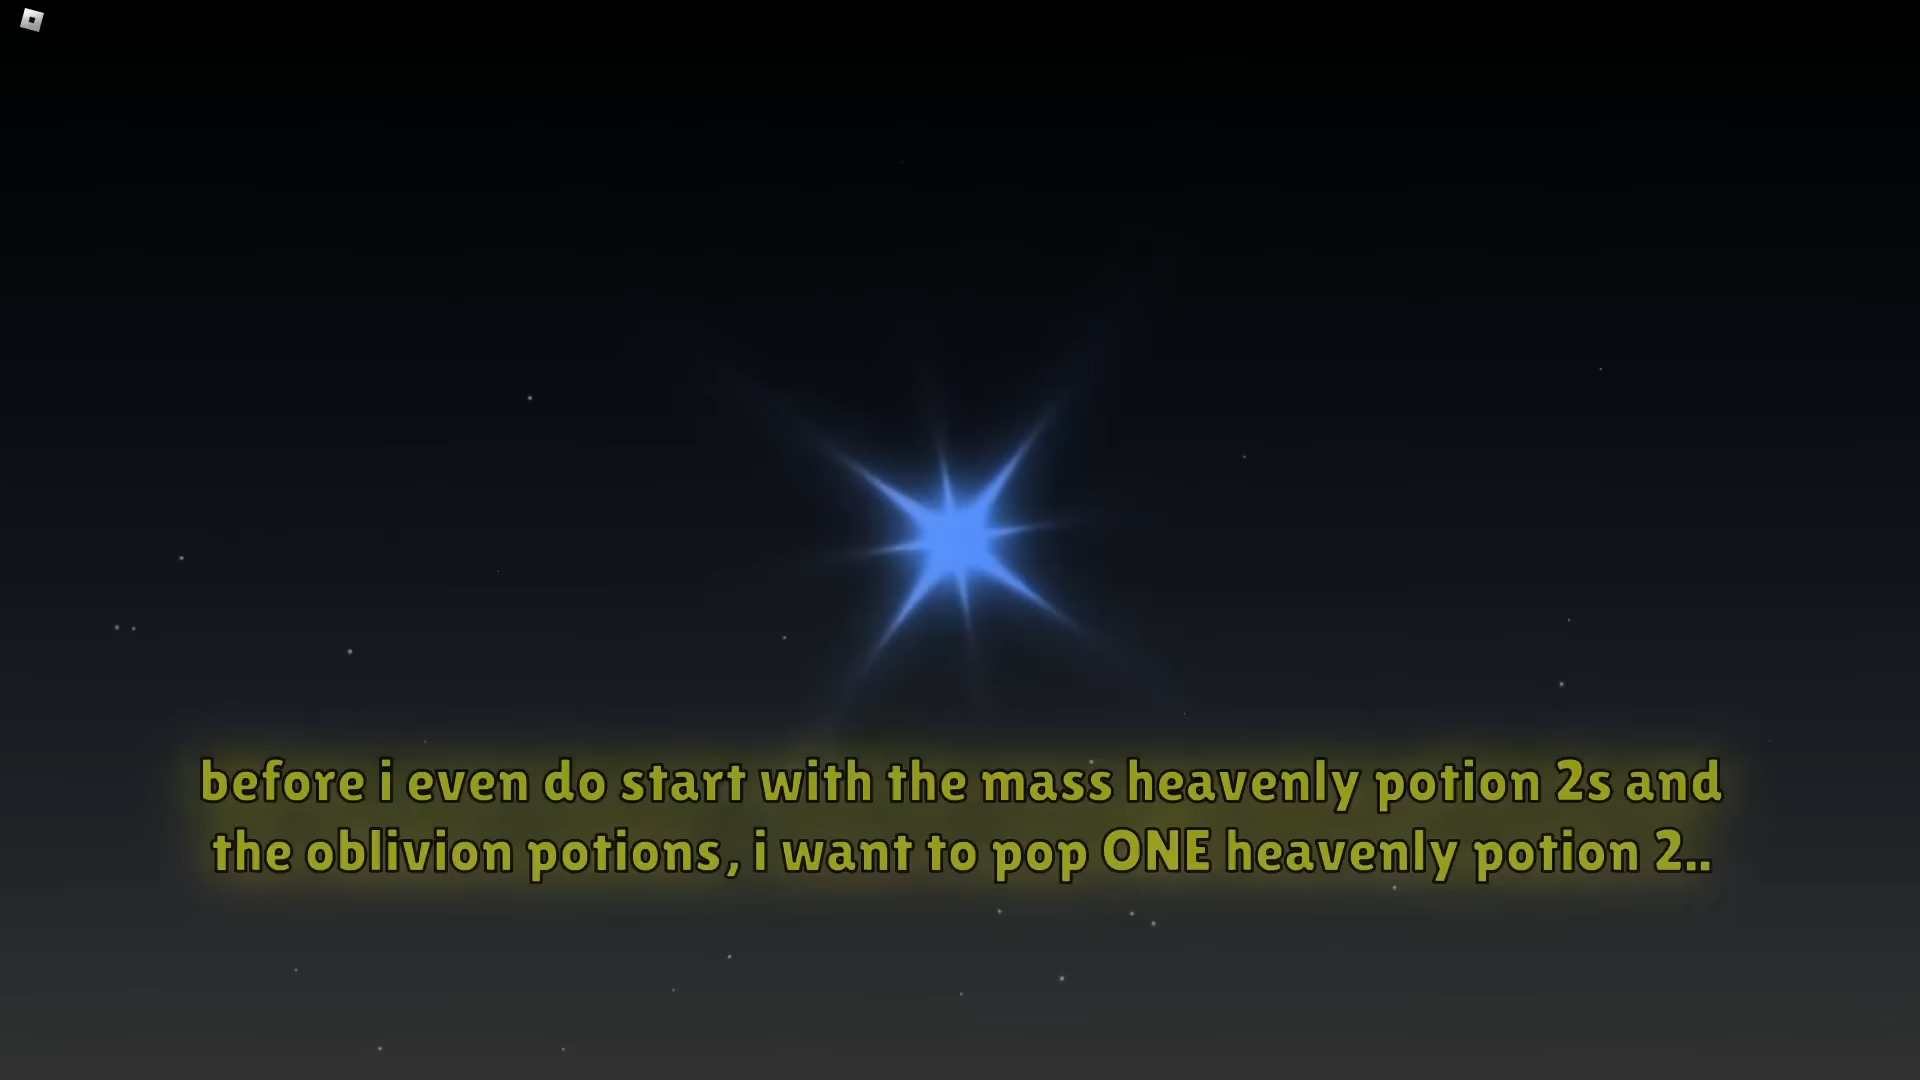 before i even do start with the mass heavenly potion 2s and
the oblivion potions, i want to pop ONE heavenly potion 2..